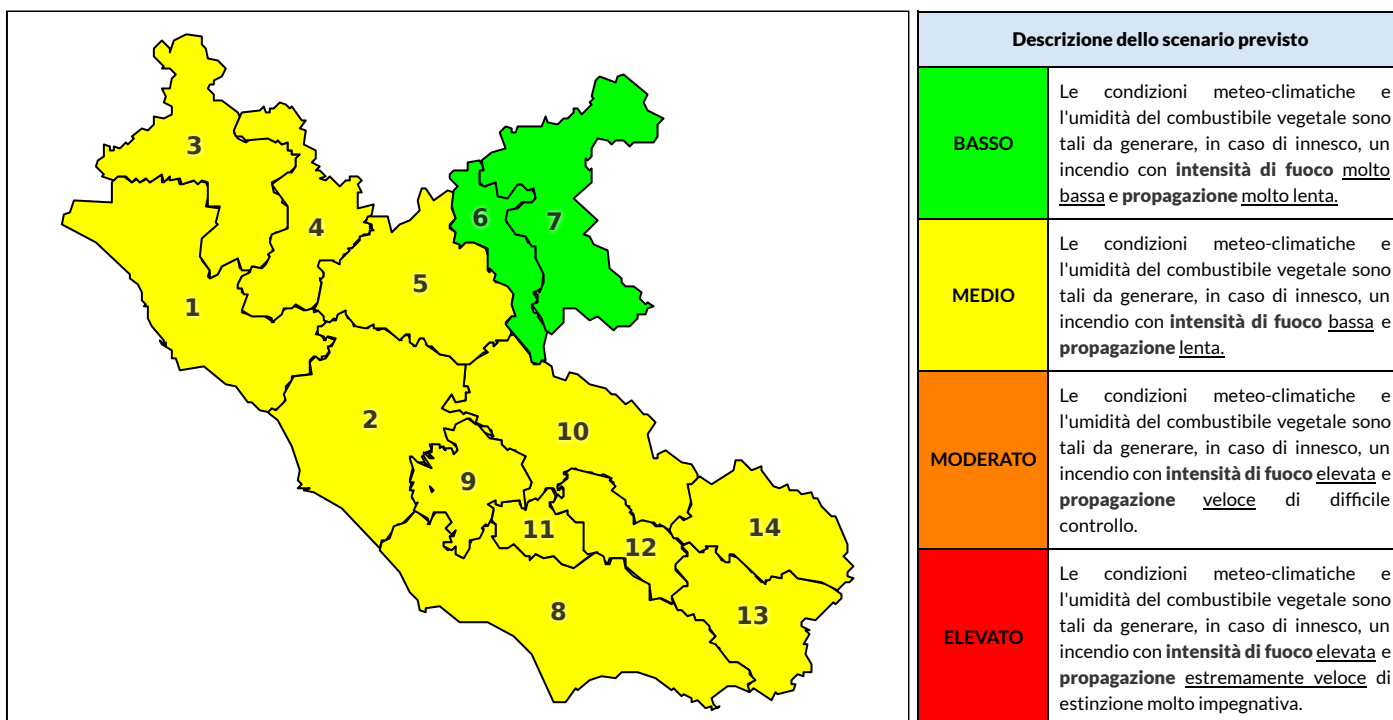 3
4
6
7
5
1
2
10
9
11
12
14
8
13
Descrizione dello scenario previsto
BASSO
Le condizioni meteo-climatiche e
l'umidità del combustibile vegetale sono
tali da generare, in caso di innesco, un
incendio con intensità di fuoco molto
bassa e propagazione molto lenta.
MEDIO
Le condizioni meteo-climatiche e
l'umidità del combustibile vegetale sono
tali da generare, in caso di innesco, un
incendio con intensità di fuoco bassa e
propagazione lenta.
MODERATO
Le condizioni meteo-climatiche e
l'umidità del combustibile vegetale sono
tali da generare, in caso di innesco, un
incendio con intensità di fuoco elevata e
propagazione veloce di difficile
controllo.
ELEVATO
Le condizioni meteo-climatiche e
l'umidità del combustibile vegetale sono
tali da generare, in caso di innesco, un
incendio con intensità di fuoco elevata e
propagazione estremamente veloce di
estinzione molto impegnativa.